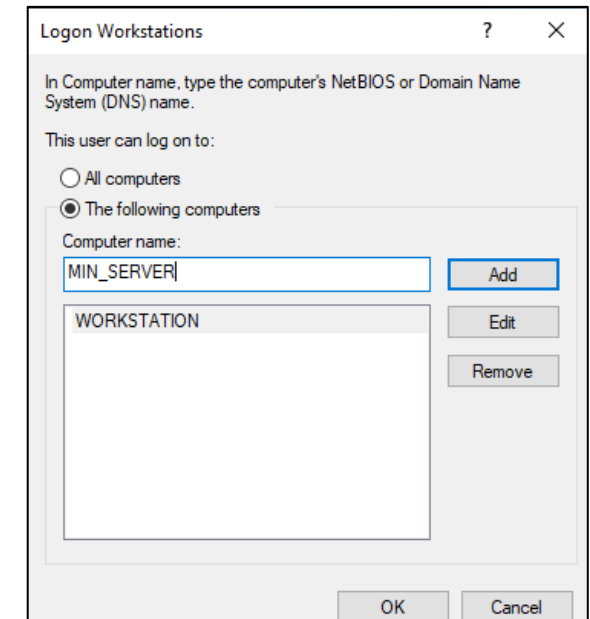 Logon Workstations ? ×
In Computer name, type the computer's NetBIOS or Domain Name
System (DNS) name.
This user can log on to:
All computers
The following computers
Computer name:
MIN_SERVER Add
WORKSTATION Edit
Remove
OK Cancel